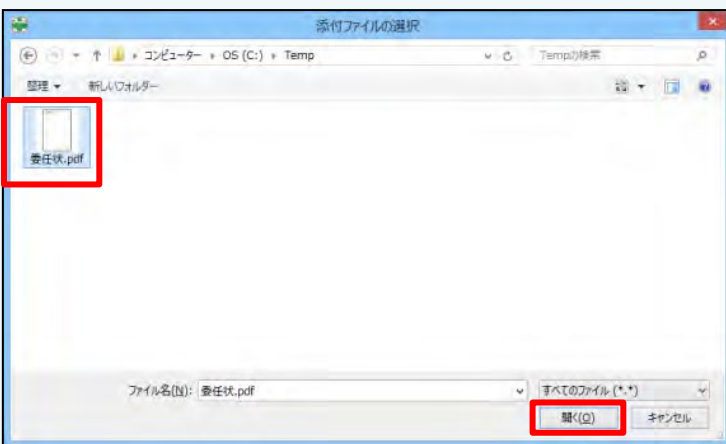 添付ファイルの選択
コンピューター OS (C:) Temp
Tempの検索
整理 新しいフォルダー
委任状.pdf
ファイル名(N): 委任状.pdf
すべてのファイル (*.*)
開く(O) キャンセル